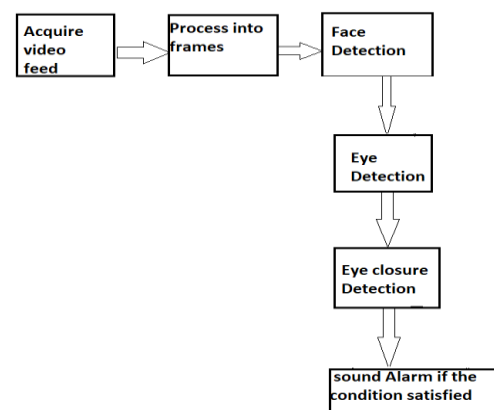 Acquire
video
feed
Process into
frames
Face
Detection
Eye
Detection
Eye closure
Detection
sound Alarm if the
condition satisfied